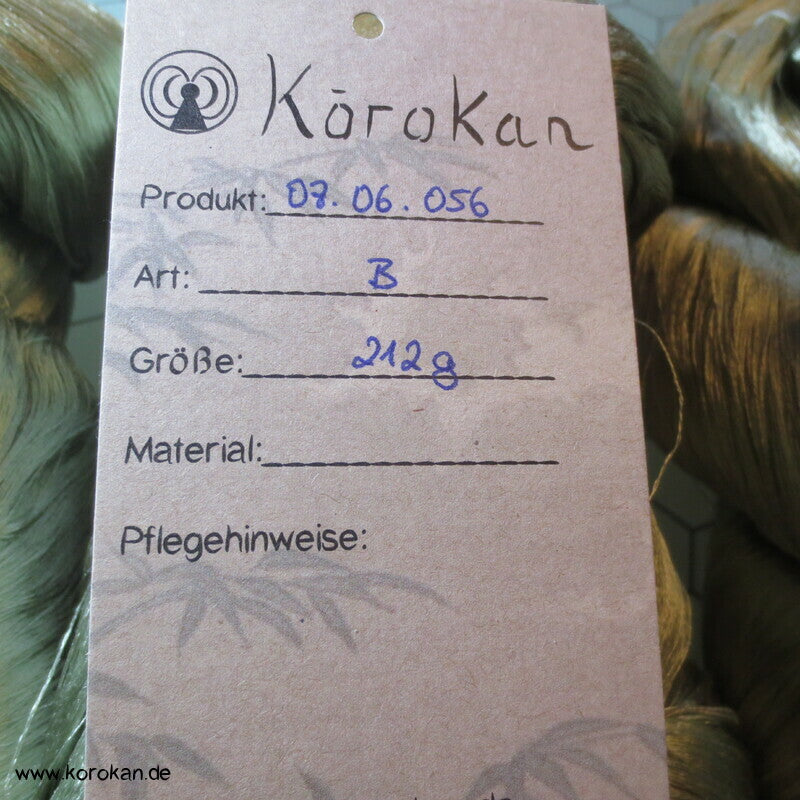 Kōrokan
Produkt: 07.06.056
Art: B
Größe: 212g
Material:
Pflegehinweise:
www.korokan.de